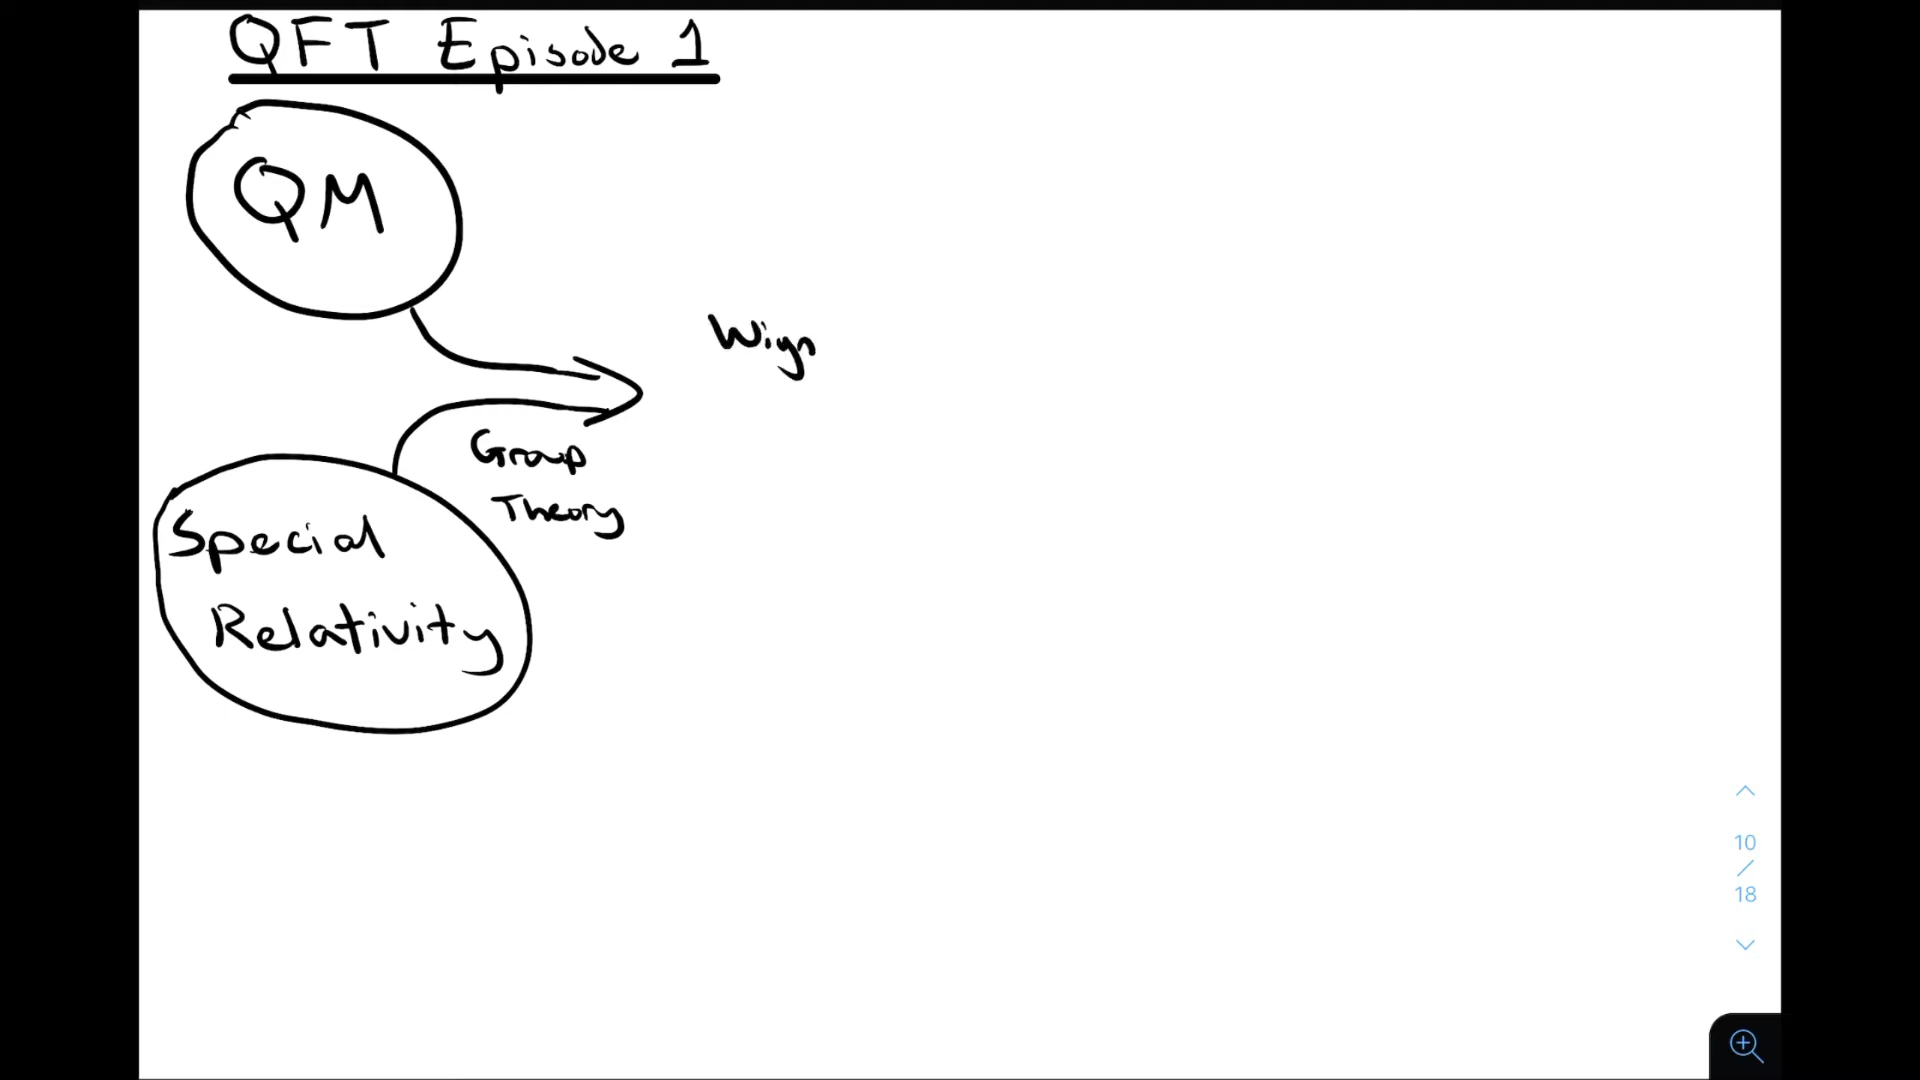 QFT Episode 1
QM
Wign
Group
Theory
Special
Relativity
10
/
18